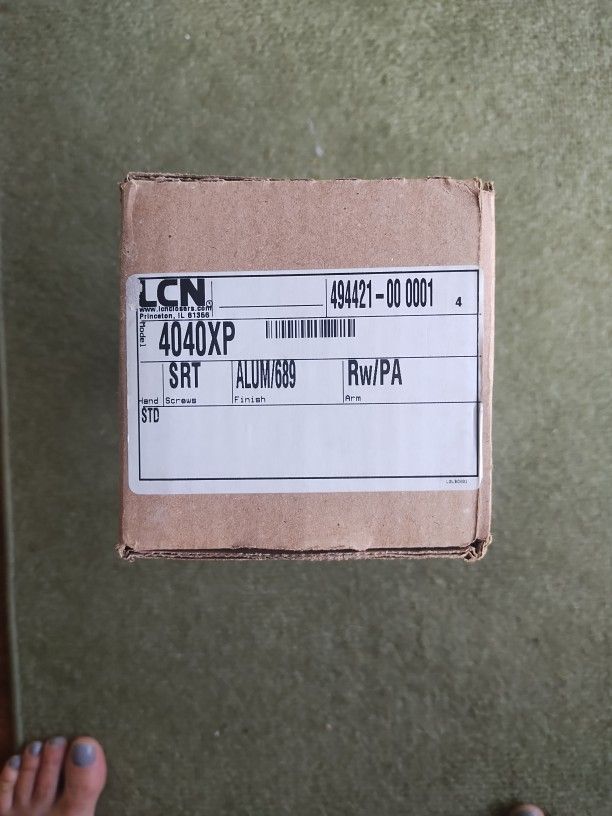 LCN
www.lcnclosers.com
Princeton, IL 61356
494421-00 0001 4
Model
4040XP
SRT ALUM/689 Rw/PA
Hand Screws Finish Arm
STD